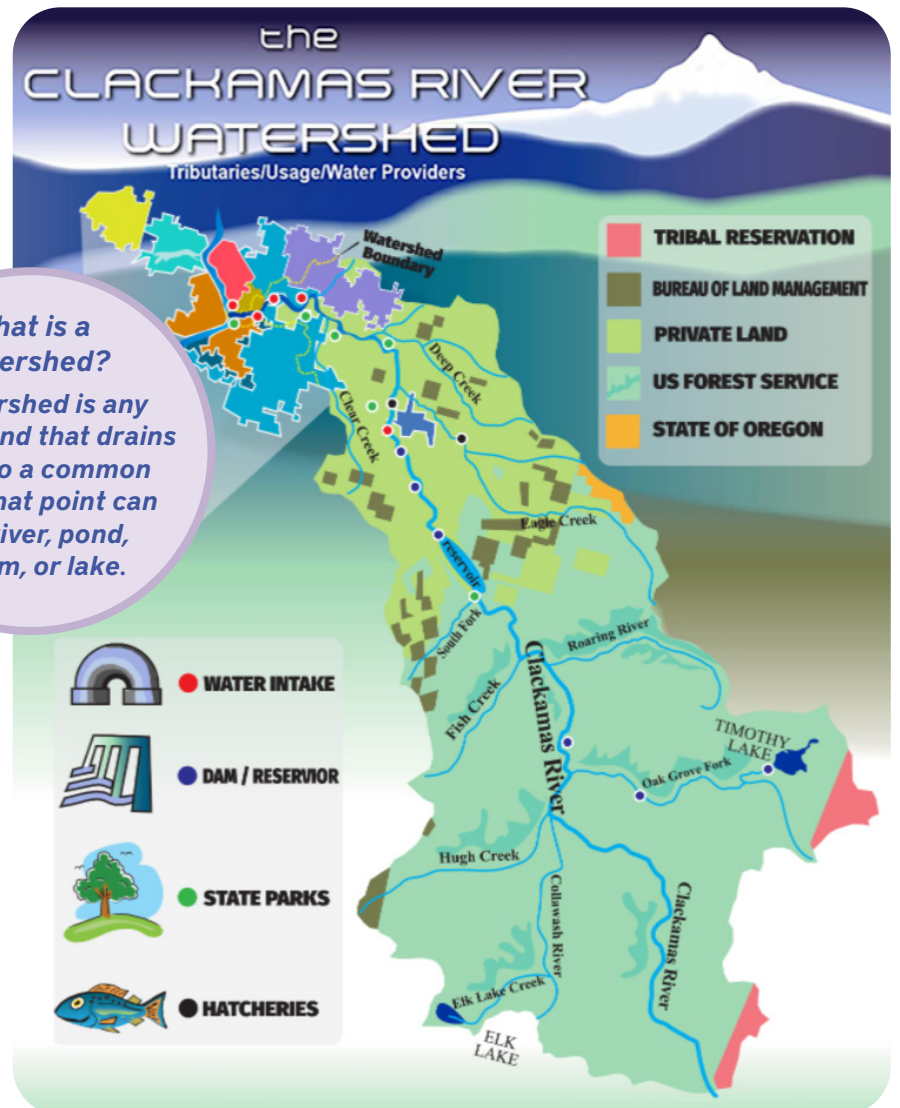 the
CLACKAMAS RIVER
WATERSHED
Tributaries/Usage/Water Providers
Watershed
Boundary
TRIBAL RESERVATION
BUREAU OF LAND MANAGEMENT
PRIVATE LAND
US FOREST SERVICE
STATE OF OREGON
hat is a
ershed?
rshed is any
nd that drains
o a common
hat point can
iver, pond,
m, or lake.
Deep Creek
Clear Creek
Eagle Creek
reservoir
South Fork
Roaring River
Clackamas River
Fish Creek
TIMOTHY
LAKE
Oak Grove Fork
Hugh Creek
Collawash River
Clackamas River
Elk Lake Creek
ELK
LAKE
WATER INTAKE
DAM / RESERVIOR
STATE PARKS
HATCHERIES